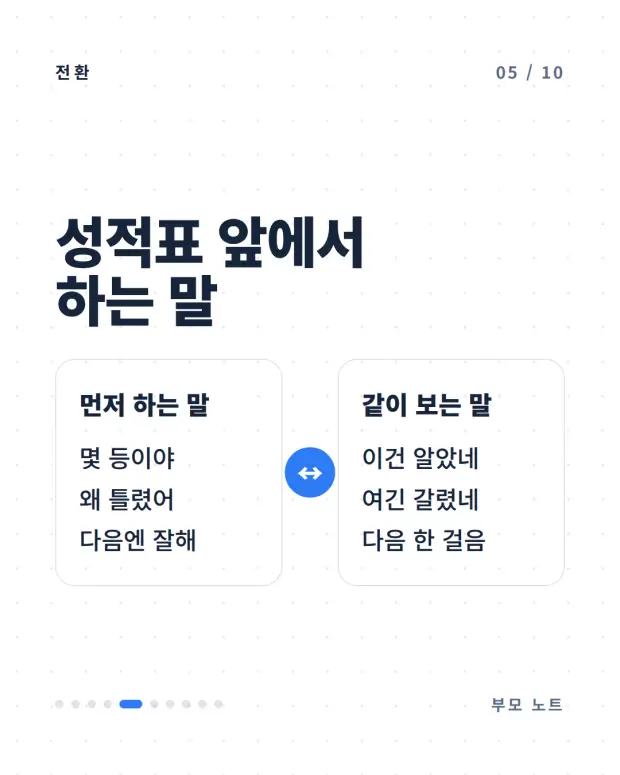 전환
05 / 10
성적표 앞에서
하는 말
먼저 하는 말
몇 등이야
왜 틀렸어
다음엔 잘해
같이 보는 말
이건 알았네
여긴 갈렸네
다음 한 걸음
부모 노트